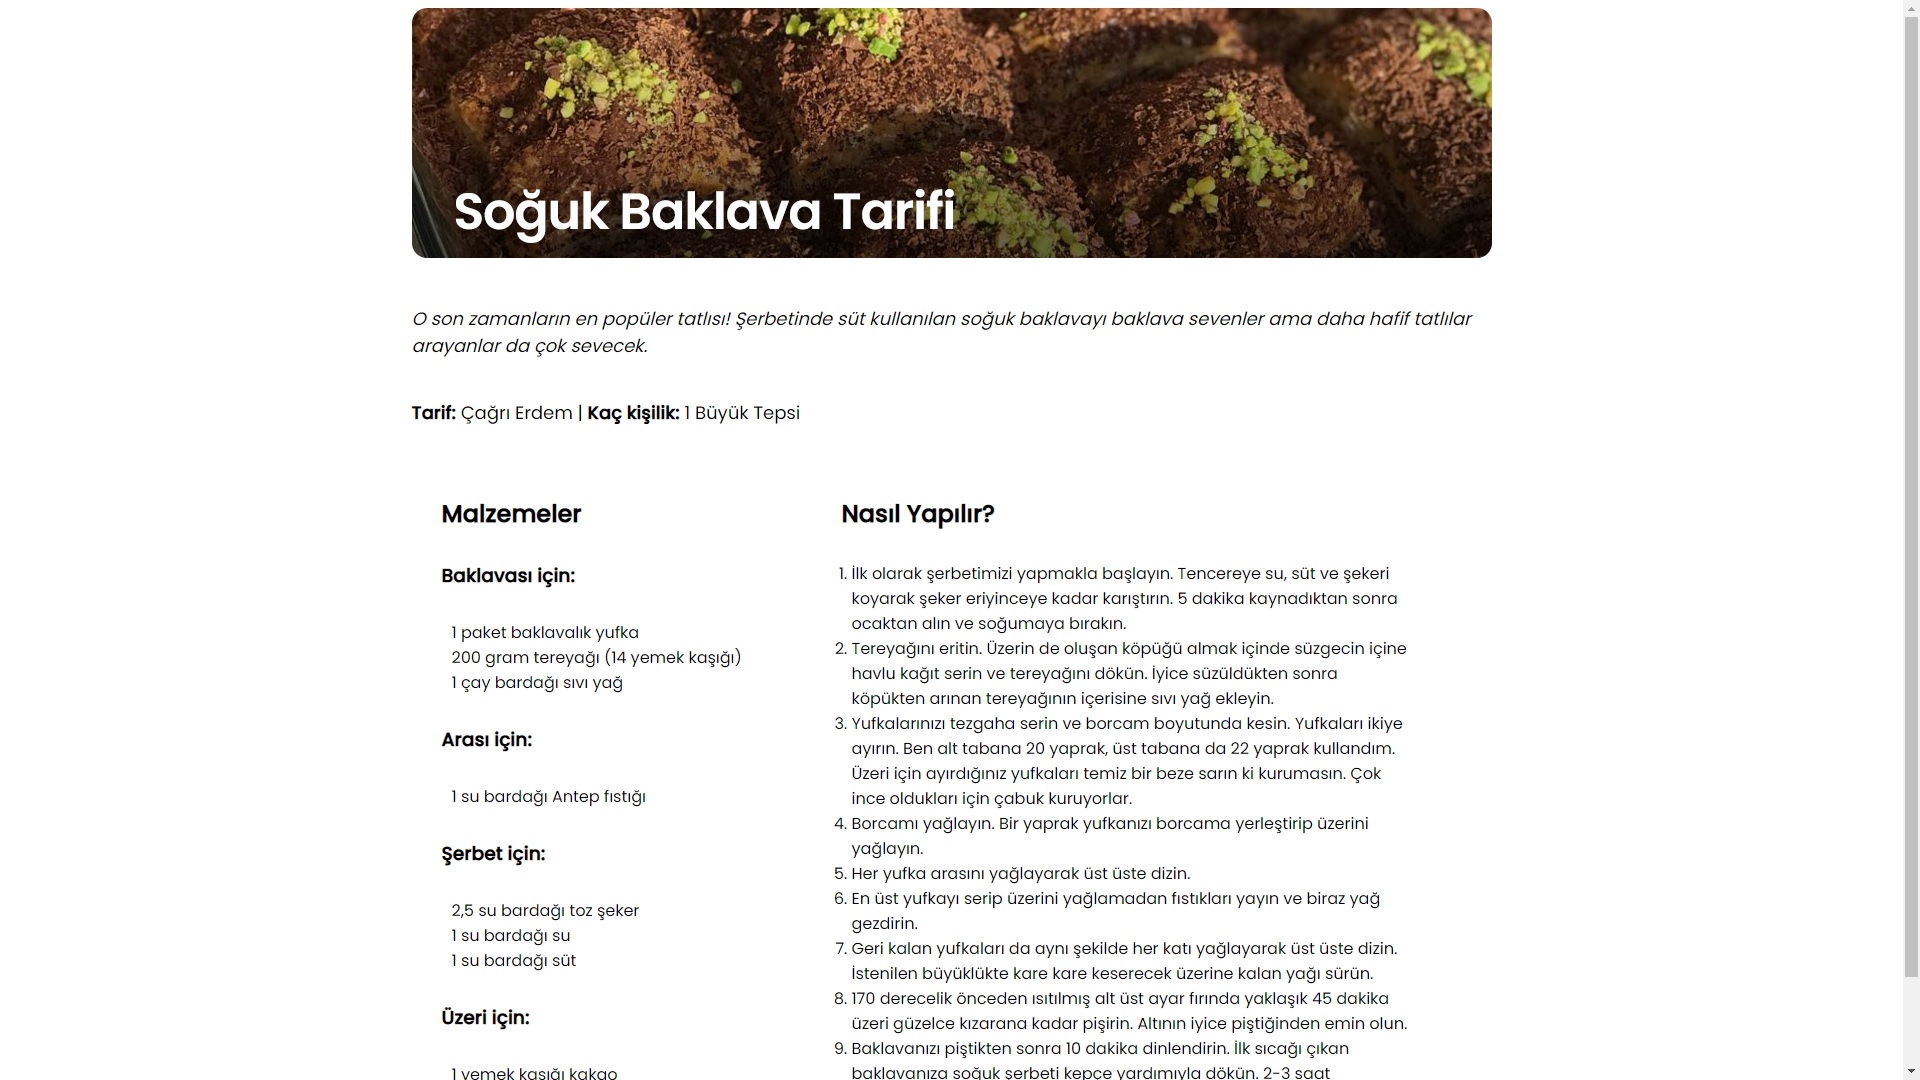 Soğuk Baklava Tarifi
O son zamanların en popüler tatlısı! Şerbetinde süt kullanılan soğuk baklavayı baklava sevenler ama daha hafif tatlılar
arayanlar da çok sevecek.
Tarif: Çağrı Erdem | Kaç kişilik: 1 Büyük Tepsi
Malzemeler
Baklavası için:
1 paket baklavalık yufka
200 gram tereyağı (14 yemek kaşığı)
1 çay bardağı sıvı yağ
Arası için:
1 su bardağı Antep fıstığı
Şerbet için:
2,5 su bardağı toz şeker
1 su bardağı su
1 su bardağı süt
Üzeri için:
1 yemek kaşığı kakao
Nasıl Yapılır?
1. İlk olarak şerbetimizi yapmakla başlayın. Tencereye su, süt ve şekeri
koyarak şeker eriyinceye kadar karıştırın. 5 dakika kaynadıktan sonra
ocaktan alın ve soğumaya bırakın.
2. Tereyağını eritin. Üzerin de oluşan köpüğü almak içinde süzgecin içine
havlu kağıt serin ve tereyağını dökün. İyice süzüldükten sonra
köpükten arınan tereyağının içerisine sıvı yağ ekleyin.
3. Yufkalarınızı tezgaha serin ve borcam boyutunda kesin. Yufkaları ikiye
ayırın. Ben alt tabana 20 yaprak, üst tabana da 22 yaprak kullandım.
Üzeri için ayırdığınız yufkaları temiz bir beze sarın ki kurumasın. Çok
ince oldukları için çabuk kuruyorlar.
4. Borcamı yağlayın. Bir yaprak yufkanızı borcama yerleştirip üzerini
yağlayın.
5. Her yufka arasını yağlayarak üst üste dizin.
6. En üst yufkayı serip üzerini yağlamadan fıstıkları yayın ve biraz yağ
gezdirin.
7. Geri kalan yufkaları da aynı şekilde her katı yağlayarak üst üste dizin.
İstenilen büyüklükte kare kare keserecek üzerine kalan yağı sürün.
8. 170 derecelik önceden ısıtılmış alt üst ayar fırında yaklaşık 45 dakika
üzeri güzelce kızarana kadar pişirin. Altının iyice piştiğinden emin olun.
9. Baklavanızı piştikten sonra 10 dakika dinlendirin. İlk sıcağı çıkan
baklavanıza soğuk şerbeti kepçe yardımıyla dökün. 2-3 saat